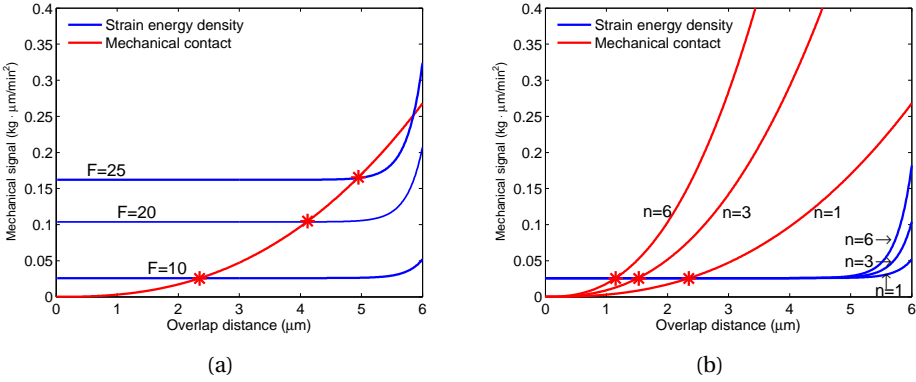 Strain energy density
Mechanical contact
F=25
F=20
F=10
0.4
0.35
0.3
0.25
0.2
0.15
0.1
0.05
0
0 1 2 3 4 5 6
Mechanical signal (kg · μm/min²)
Overlap distance (μm)
(a)
Strain energy density
Mechanical contact
n=6
n=3
n=1
n=6→
n=3→
n=1
0.4
0.35
0.3
0.25
0.2
0.15
0.1
0.05
0
0 1 2 3 4 5 6
Mechanical signal (kg · μm/min²)
Overlap distance (μm)
(b)